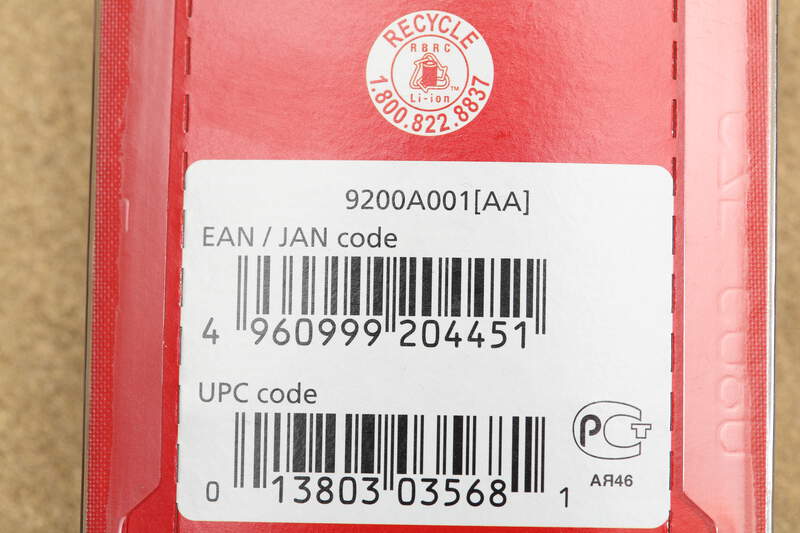 RECYCLE
RBRC
Li-ion
TM
1.800.822.8837
9200A001[AA]
EAN / JAN code
4 960999 204451
UPC code
0 13803 03568 1
РСТ
АЯ46